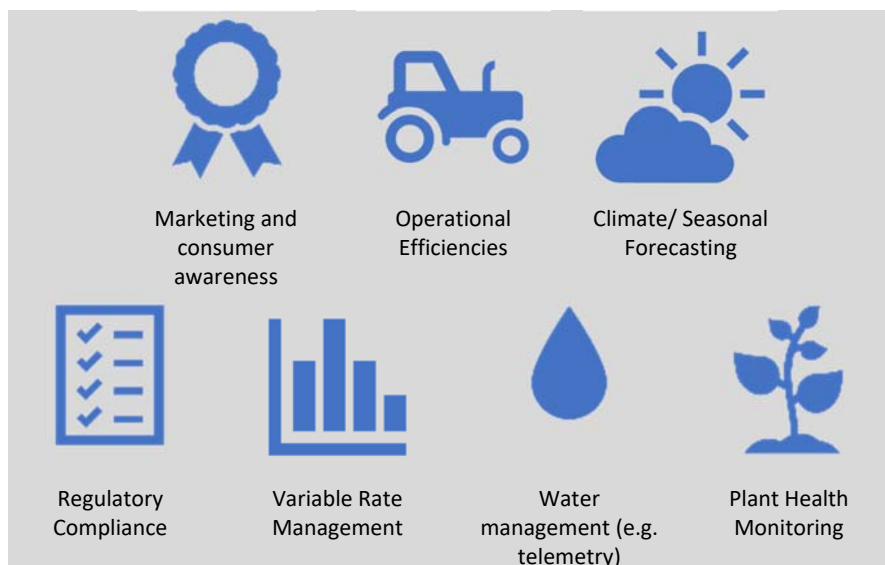 Marketing and
consumer
awareness
Operational
Efficiencies
Climate/ Seasonal
Forecasting
Regulatory
Compliance
Variable Rate
Management
Water
management (e.g.
telemetry)
Plant Health
Monitoring